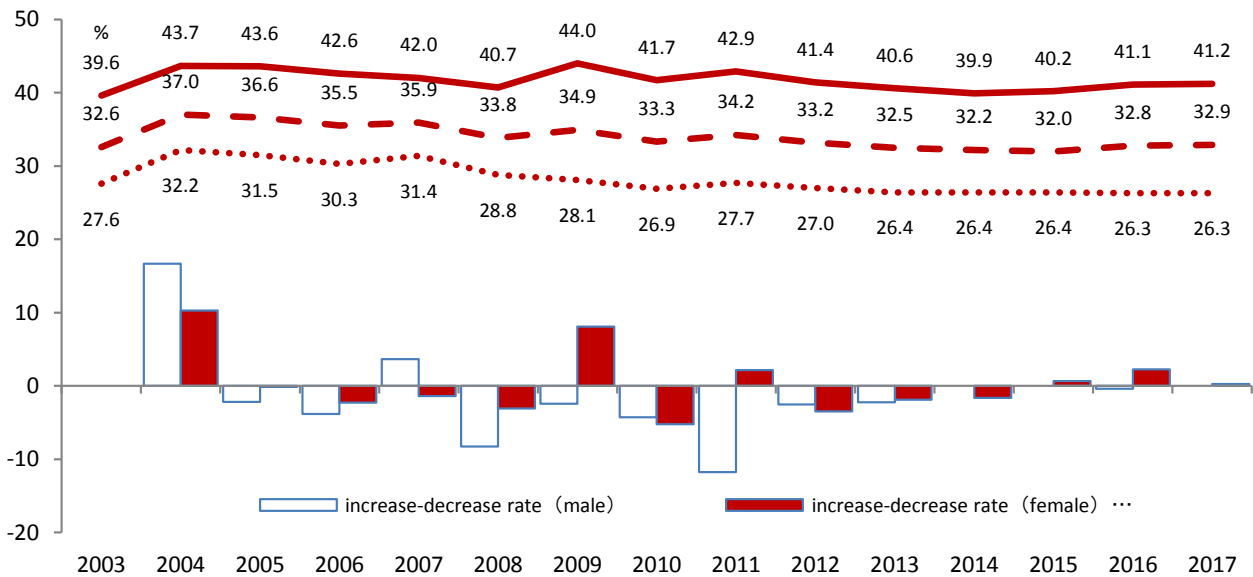 50
%
43.7 43.6 42.6 42.0 40.7 44.0 41.7 42.9 41.4 40.6 39.9 40.2 41.1 41.2
39.6
40
37.0 36.6 35.5 35.9 33.8 34.9 33.3 34.2 33.2 32.5 32.2 32.0 32.8 32.9
32.6
30
27.6 32.2 31.5 30.3 31.4 28.8 28.1 26.9 27.7 27.0 26.4 26.4 26.4 26.3 26.3
20
10
0
-10
increase-decrease rate（male） increase-decrease rate（female） …
-20
2003 2004 2005 2006 2007 2008 2009 2010 2011 2012 2013 2014 2015 2016 2017